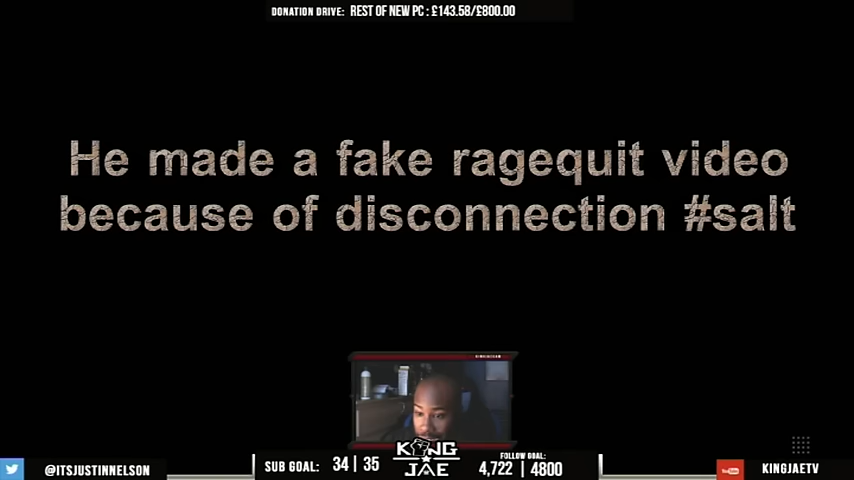 DONATION DRIVE: REST OF NEW PC : £143.58/£800.00
He made a fake ragequit video
because of disconnection #salt
KING
JAE
@ITSJUSTINNELSON
SUB GOAL: 34 | 35
FOLLOW GOAL:
4,722 | 4800
KINGJAETV